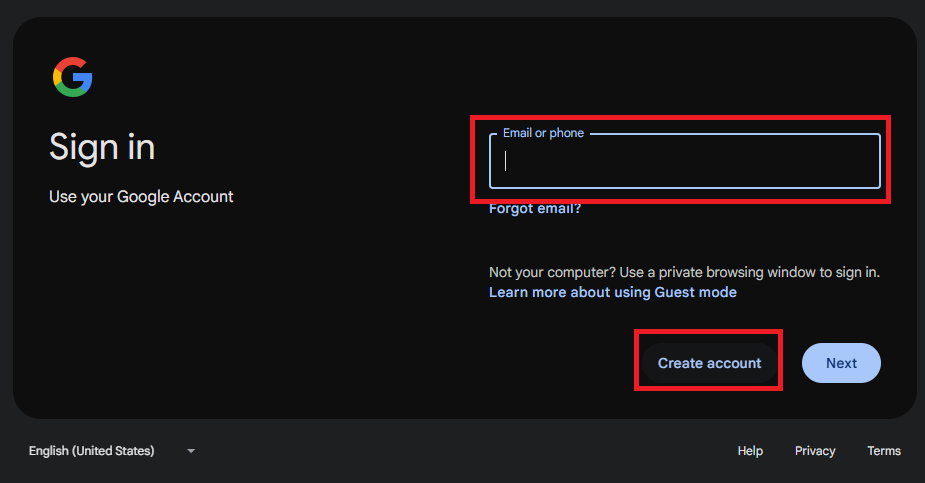 Sign in
Use your Google Account
Email or phone
Forgot email?
Not your computer? Use a private browsing window to sign in.
Learn more about using Guest mode
Create account
Next
English (United States)
Help
Privacy
Terms